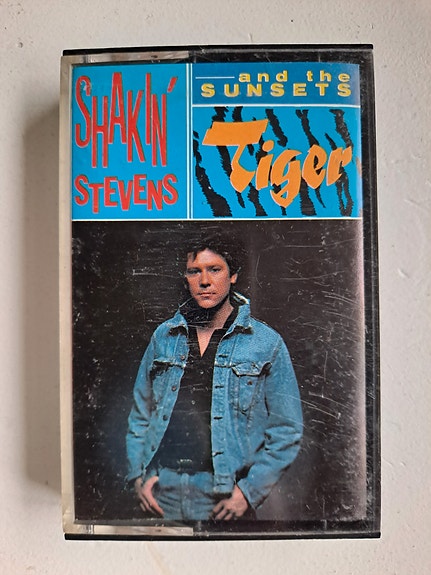 SHAKIN'
STEVENS
and the
SUNSETS
Tiger